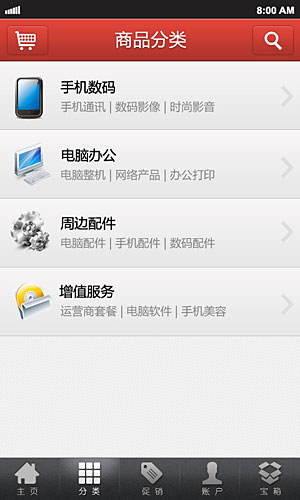 8:00 AM
商品分类
手机数码
手机通讯 | 数码影像 | 时尚影音
电脑办公
电脑整机 | 网络产品 | 办公打印
周边配件
电脑配件 | 手机配件 | 数码配件
增值服务
运营商套餐 | 电脑软件 | 手机美容
主页 分类 促销 账户 宝箱